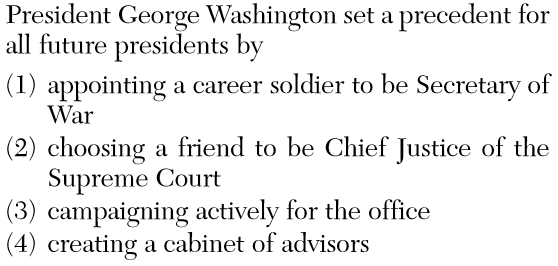 President George Washington set a precedent for
all future presidents by
(1) appointing a career soldier to be Secretary of
War
(2) choosing a friend to be Chief Justice of the
Supreme Court
(3) campaigning actively for the office
(4) creating a cabinet of advisors